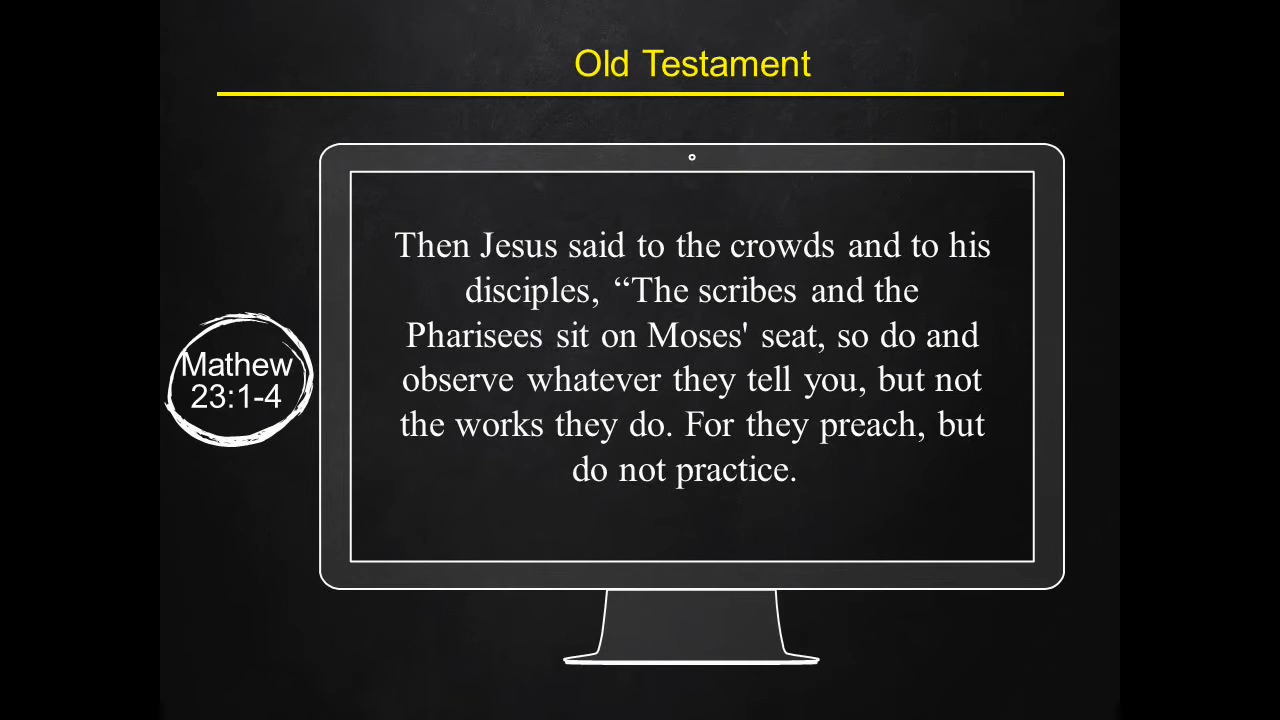 Old Testament
Then Jesus said to the crowds and to his
disciples, “The scribes and the
Pharisees sit on Moses' seat, so do and
observe whatever they tell you, but not
the works they do. For they preach, but
do not practice.
Mathew
23:1-4